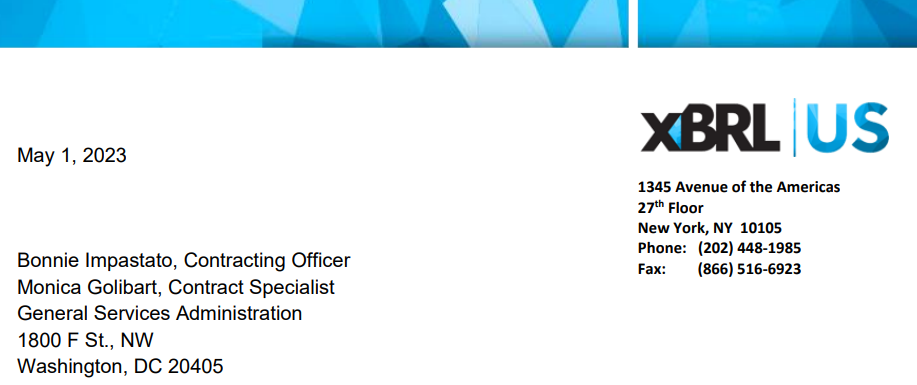 xBRL US
May 1, 2023
1345 Avenue of the Americas
27th Floor
New York, NY 10105
Phone: (202) 448-1985
Fax: (866) 516-6923
Bonnie Impastato, Contracting Officer
Monica Golibart, Contract Specialist
General Services Administration
1800 F St., NW
Washington, DC 20405